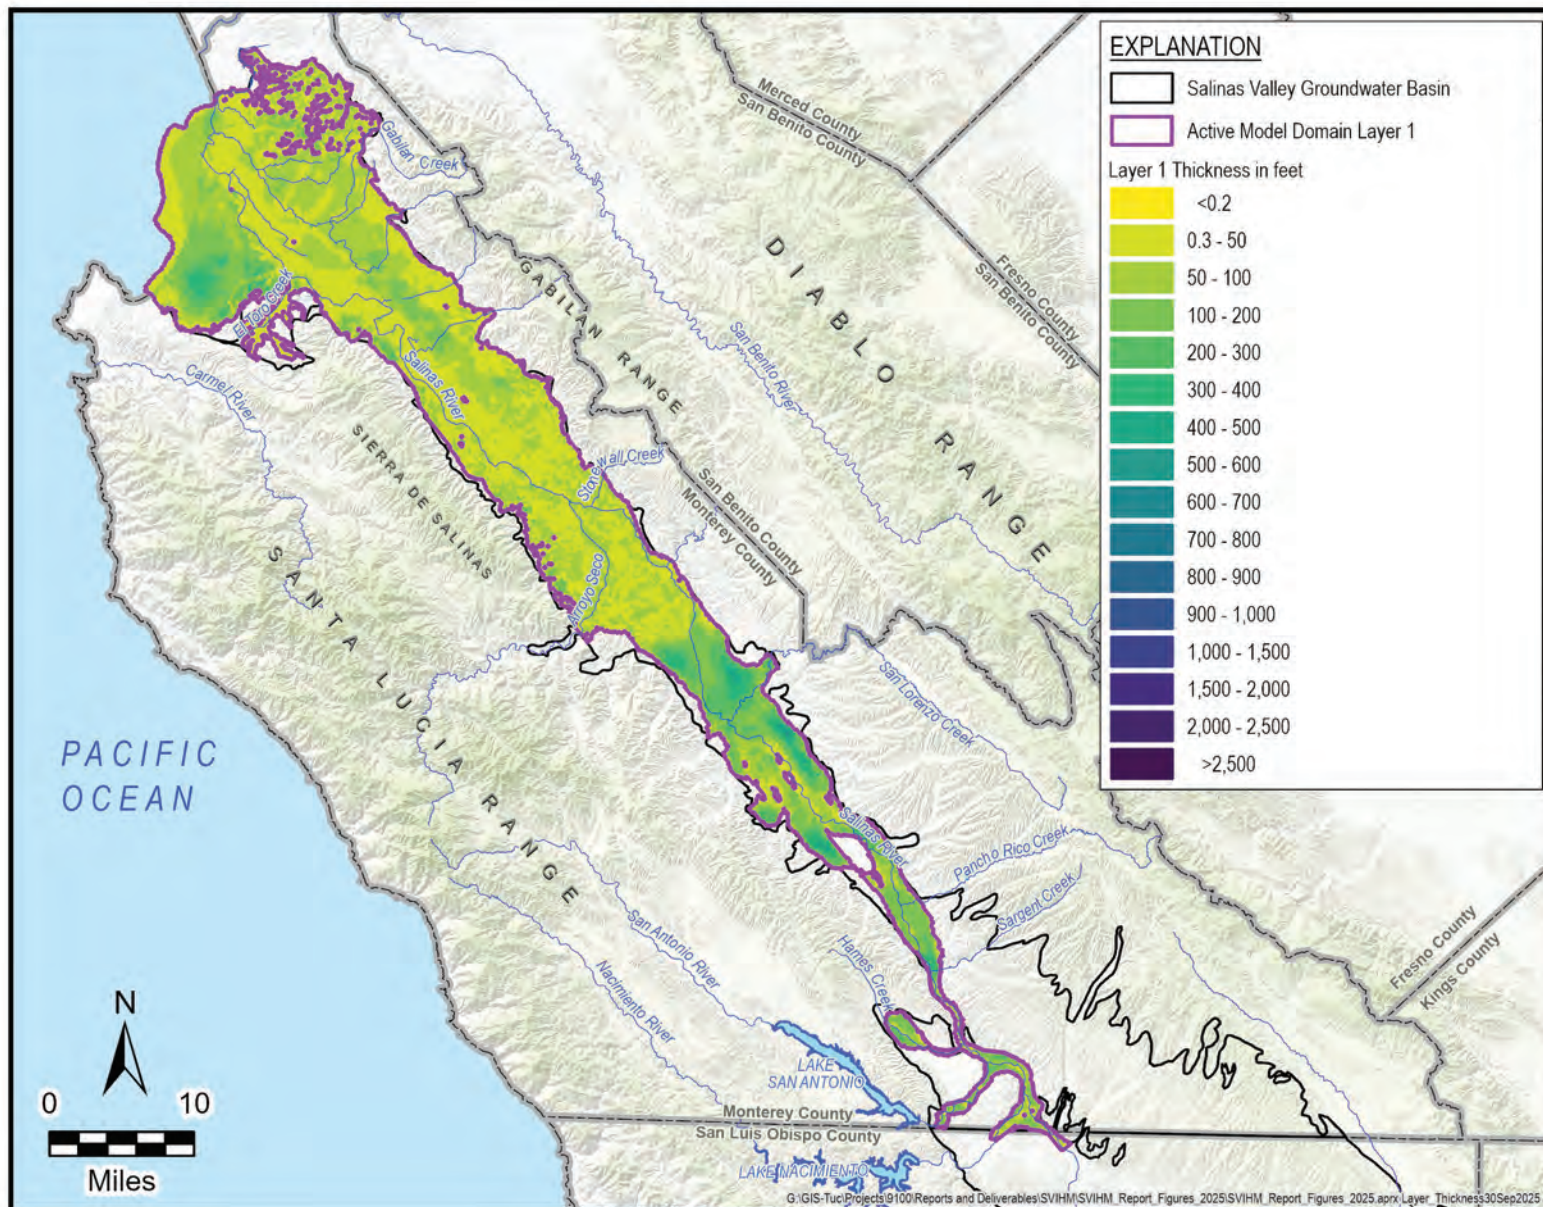 EXPLANATION
Salinas Valley Groundwater Basin
Active Model Domain Layer 1
Layer 1 Thickness in feet
<0.2
0.3 - 50
50 - 100
100 - 200
200 - 300
300 - 400
400 - 500
500 - 600
600 - 700
700 - 800
800 - 900
900 - 1,000
1,000 - 1,500
1,500 - 2,000
2,000 - 2,500
>2,500
Merced County
San Benito County
Fresno County
San Benito County
Gabilan Creek
DIABLO RANGE
GABILAN RANGE
San Benito River
El Toro Creek
Carmel River
Salinas River
SIERRA DE SALINAS
Stonewall Creek
San Benito County
Monterey County
Arroyo Seco
SANTA LUCIA RANGE
San Lorenzo Creek
PACIFIC
OCEAN
Salinas River
Pancho Rico Creek
Sargent Creek
San Antonio River
Nacimiento River
Hames Creek
Fresno County
Kings County
LAKE
SAN ANTONIO
Monterey County
San Luis Obispo County
LAKE NACIMIENTO
N
0 10
Miles
G:\GIS-Tuc\Projects\9100\Reports and Deliverables\SVIHM\SVIHM_Report_Figures_2025\SVIHM_Report_Figures_2025.aprx Layer_Thickness30Sep2025